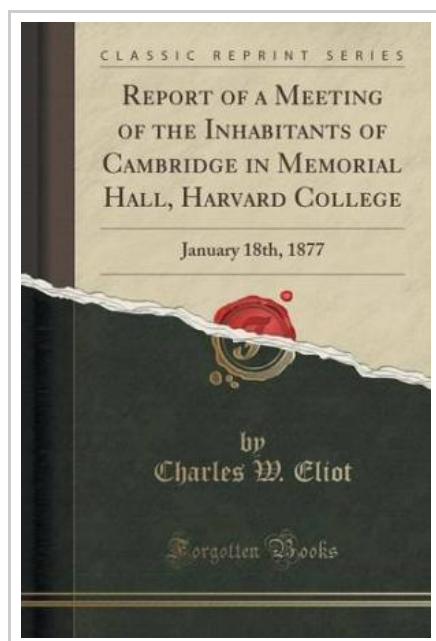 CLASSIC REPRINT SERIES
REPORT OF A MEETING
OF THE INHABITANTS OF
CAMBRIDGE IN MEMORIAL
HALL, HARVARD COLLEGE
January 18th, 1877
F
by
Charles W. Eliot
Forgotten Books